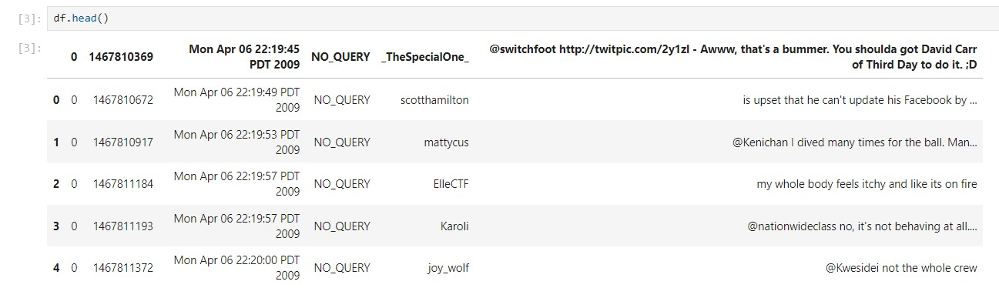 [3]: df.head()
[3]:
0 1467810369 Mon Apr 06 22:19:45 PDT 2009 NO_QUERY _TheSpecialOne_ @switchfoot http://twitpic.com/2y1zl - Awww, that's a bummer. You shoulda got David Carr of Third Day to do it. ;D
0 0 1467810672 Mon Apr 06 22:19:49 PDT 2009 NO_QUERY scotthamilton is upset that he can't update his Facebook by ...
1 0 1467810917 Mon Apr 06 22:19:53 PDT 2009 NO_QUERY mattycus @Kenichan I dived many times for the ball. Man...
2 0 1467811184 Mon Apr 06 22:19:57 PDT 2009 NO_QUERY ElleCTF my whole body feels itchy and like its on fire
3 0 1467811193 Mon Apr 06 22:19:57 PDT 2009 NO_QUERY Karoli @nationwideclass no, it's not behaving at all....
4 0 1467811372 Mon Apr 06 22:20:00 PDT 2009 NO_QUERY joy_wolf @Kwesidei not the whole crew